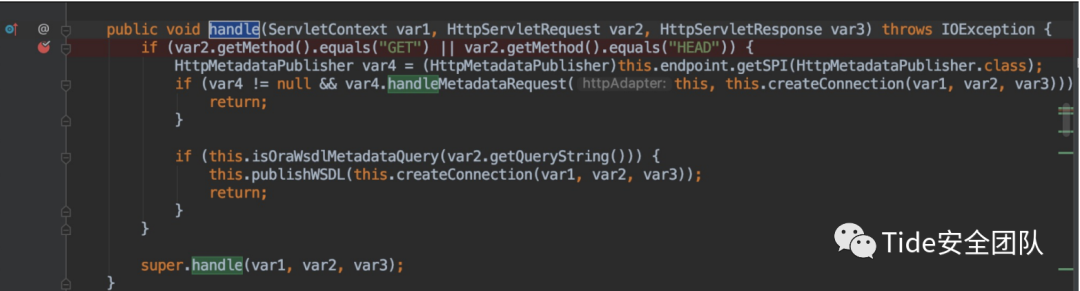 public void handle(ServletContext var1, HttpServletRequest var2, HttpServletResponse var3) throws IOException {
if (var2.getMethod().equals("GET") || var2.getMethod().equals("HEAD")) {
HttpMetadataPublisher var4 = (HttpMetadataPublisher)this.endpoint.getSPI(HttpMetadataPublisher.class);
if (var4 != null && var4.handleMetadataRequest( httpAdapter: this, this.createConnection(var1, var2, var3)))
return;
}
if (this.isOraWsdlMetadataQuery(var2.getQueryString())) {
this.publishWSDL(this.createConnection(var1, var2, var3));
return;
}
}
super.handle(var1, var2, var3);
}
Tide安全团队